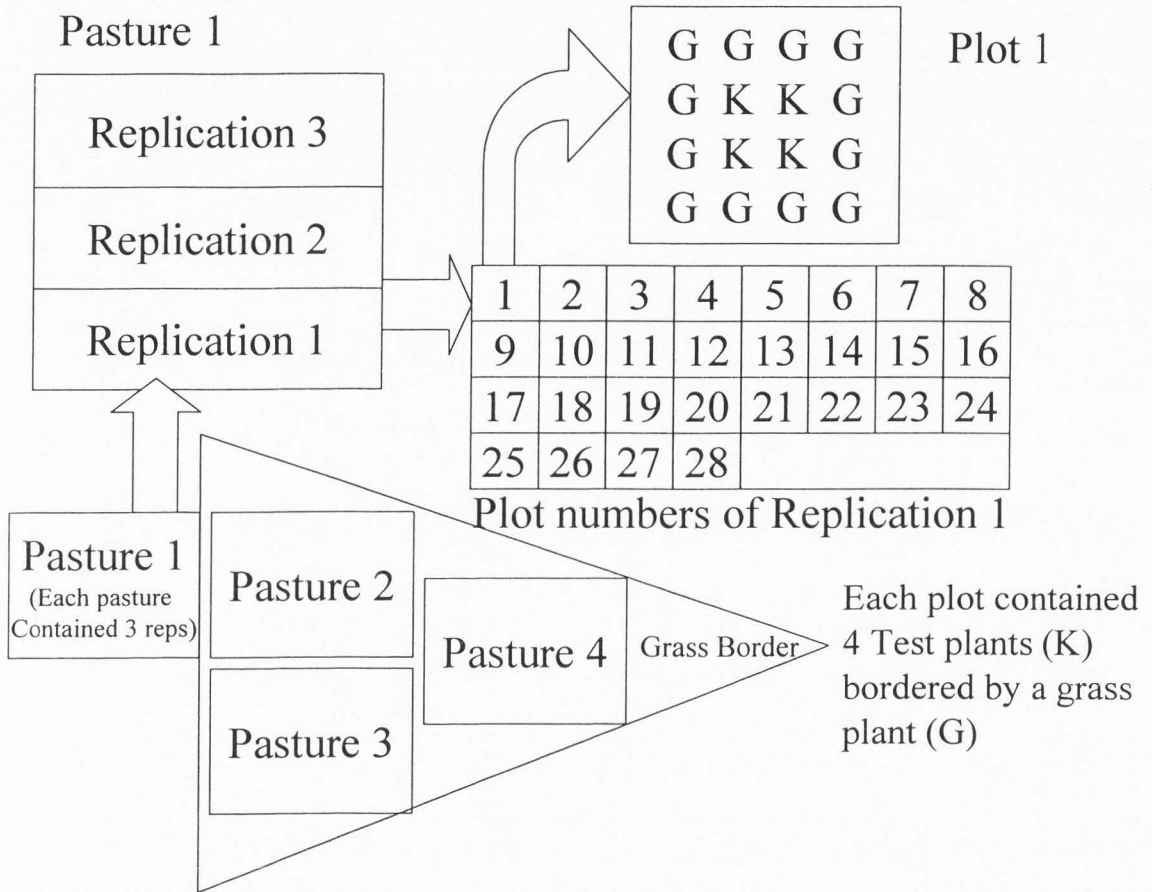 Pasture 1
Replication 3
Replication 2
Replication 1
G G G G
G K K G
G K K G
G G G G
Plot 1
1 2 3 4 5 6 7 8
9 10 11 12 13 14 15 16
17 18 19 20 21 22 23 24
25 26 27 28
Plot numbers of Replication 1
Pasture 1
(Each pasture
Contained 3 reps)
Pasture 2
Pasture 3
Pasture 4
Grass Border
Each plot contained
4 Test plants (K)
bordered by a grass
plant (G)